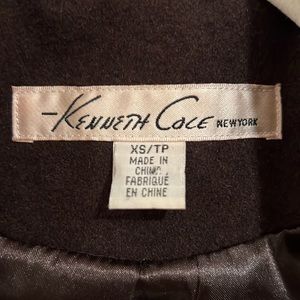 Kenneth Cole NEW YORK
XS/TP
MADE IN
CHINA
FABRIQUÉ
EN CHINE